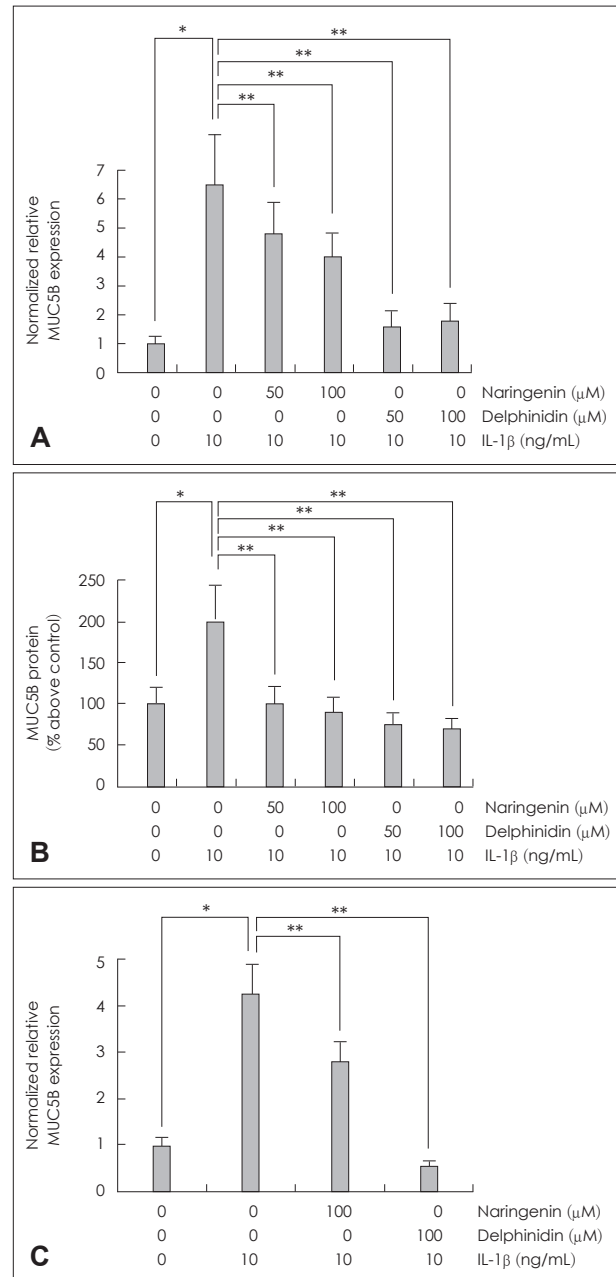 * **
**
**
**
7
6
5
4
3
2
1
0
Normalized relative
MUC5B expression
0 0 50 100 0 0 Naringenin (μM)
0 0 0 0 50 100 Delphinidin (μM)
0 10 10 10 10 10 IL-1β (ng/mL)
A
* **
**
**
**
250
200
150
100
50
0
MUC5B protein
(% above control)
0 0 50 100 0 0 Naringenin (μM)
0 0 0 0 50 100 Delphinidin (μM)
0 10 10 10 10 10 IL-1β (ng/mL)
B
* **
**
5
4
3
2
1
0
Normalized relative
MUC5B expression
0 0 100 0 Naringenin (μM)
0 0 0 100 Delphinidin (μM)
0 10 10 10 IL-1β (ng/mL)
C